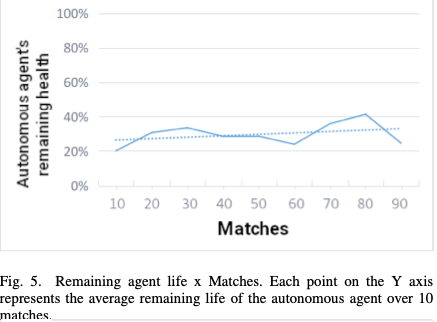 100%
80%
60%
40%
20%
0%
Autonomous agent's
remaining health
10 20 30 40 50 60 70 80 90
Matches
Fig. 5. Remaining agent life x Matches. Each point on the Y axis
represents the average remaining life of the autonomous agent over 10
matches.